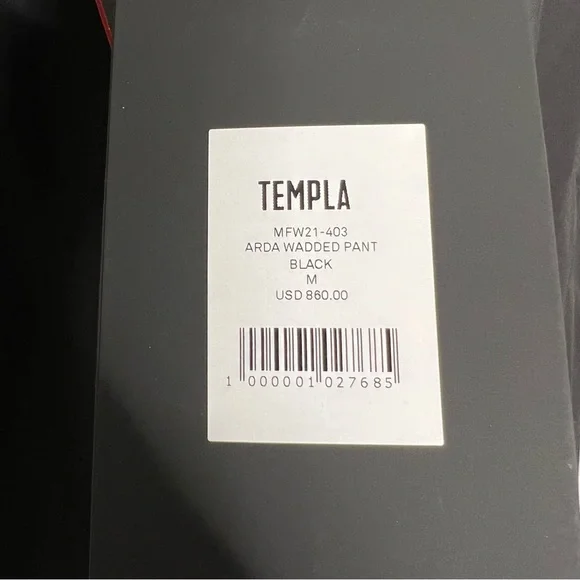 TEMPLA
MFW21-403
ARDA WADDED PANT
BLACK
M
USD 860.00
1 000001 027685